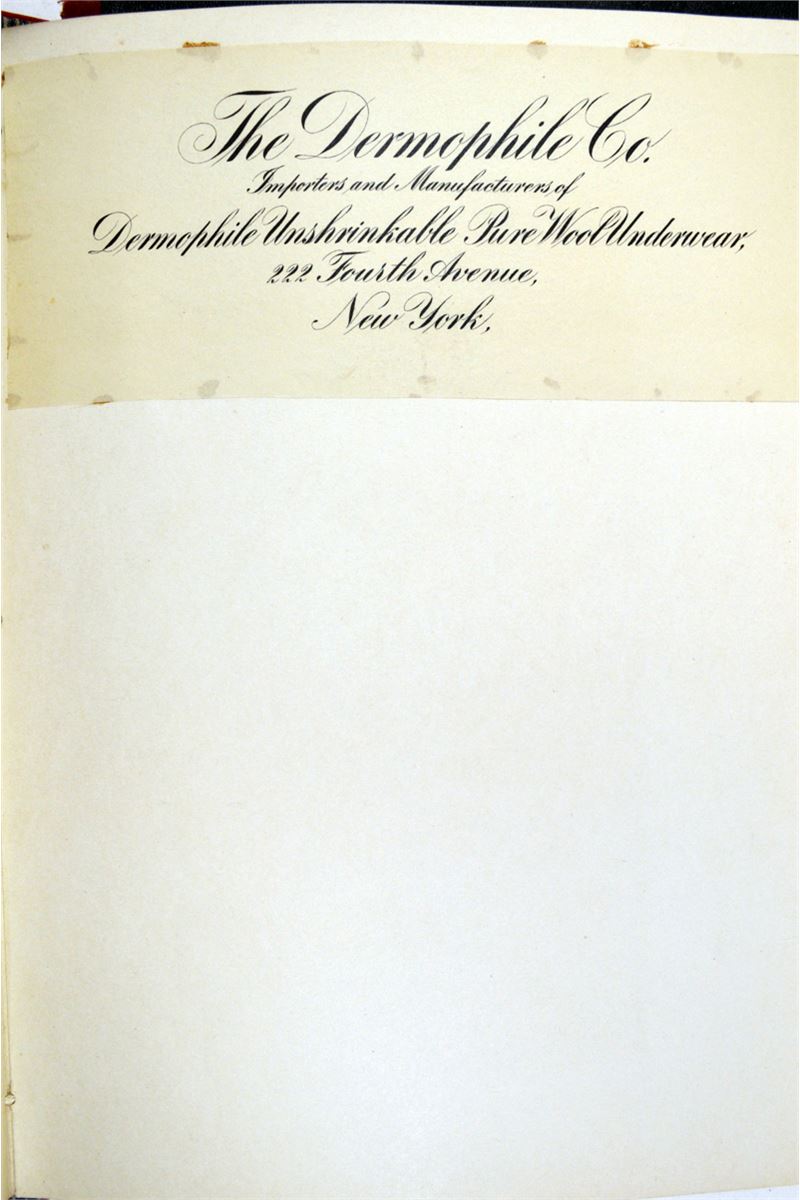 The Dermophile Co.
Importers and Manufacturers of
Dermophile Unshrinkable Pure Wool Underwear,
222 Fourth Avenue,
New York,